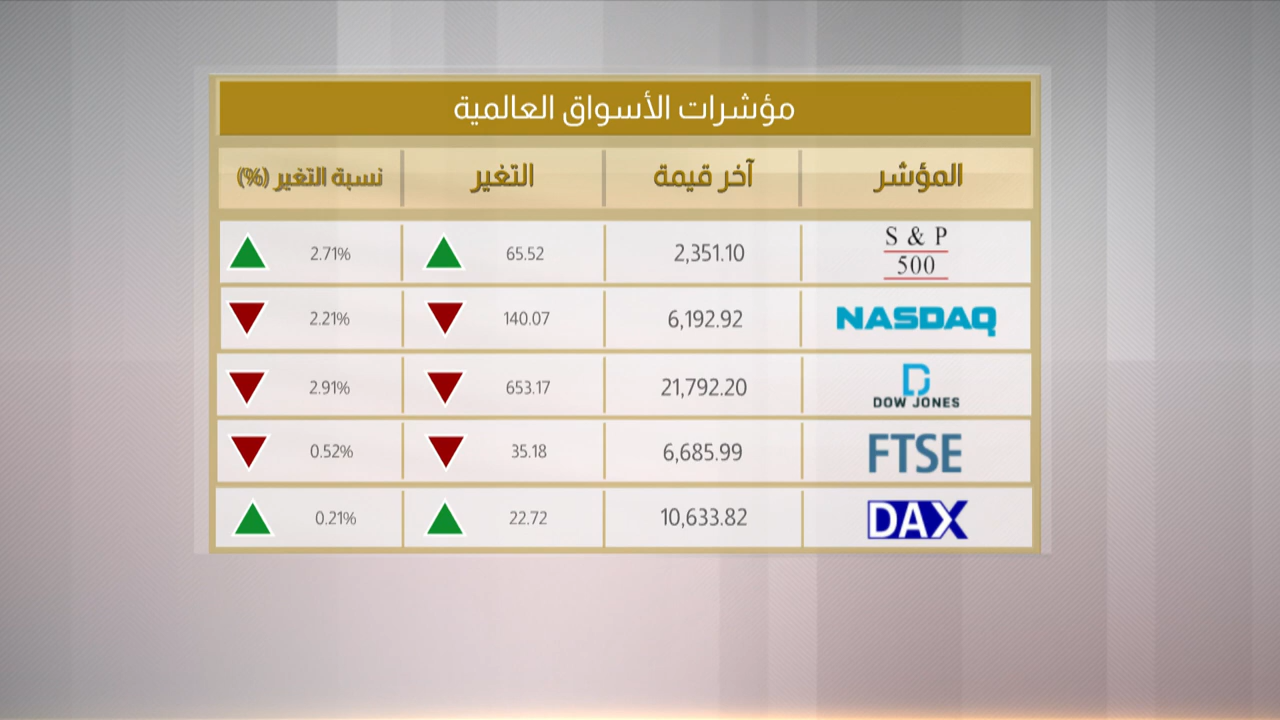 مؤشرات الأسواق العالمية
المؤشر آخر قيمة التغير نسبة التغير (%)
S & P
500 2,351.10 65.52 2.71%
NASDAQ 6,192.92 140.07 2.21%
DOW JONES 21,792.20 653.17 2.91%
FTSE 6,685.99 35.18 0.52%
DAX 10,633.82 22.72 0.21%